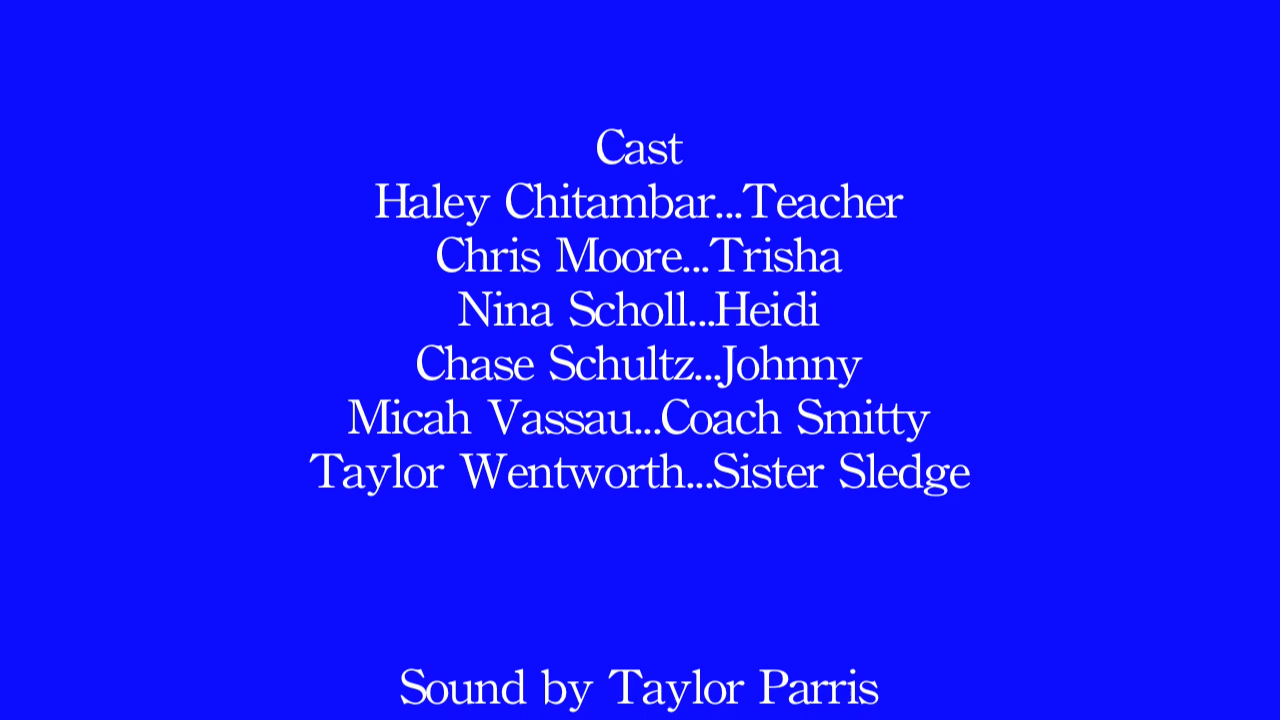 Cast
Haley Chitambar...Teacher
Chris Moore...Trisha
Nina Scholl...Heidi
Chase Schultz...Johnny
Micah Vassau...Coach Smitty
Taylor Wentworth...Sister Sledge
Sound by Taylor Parris